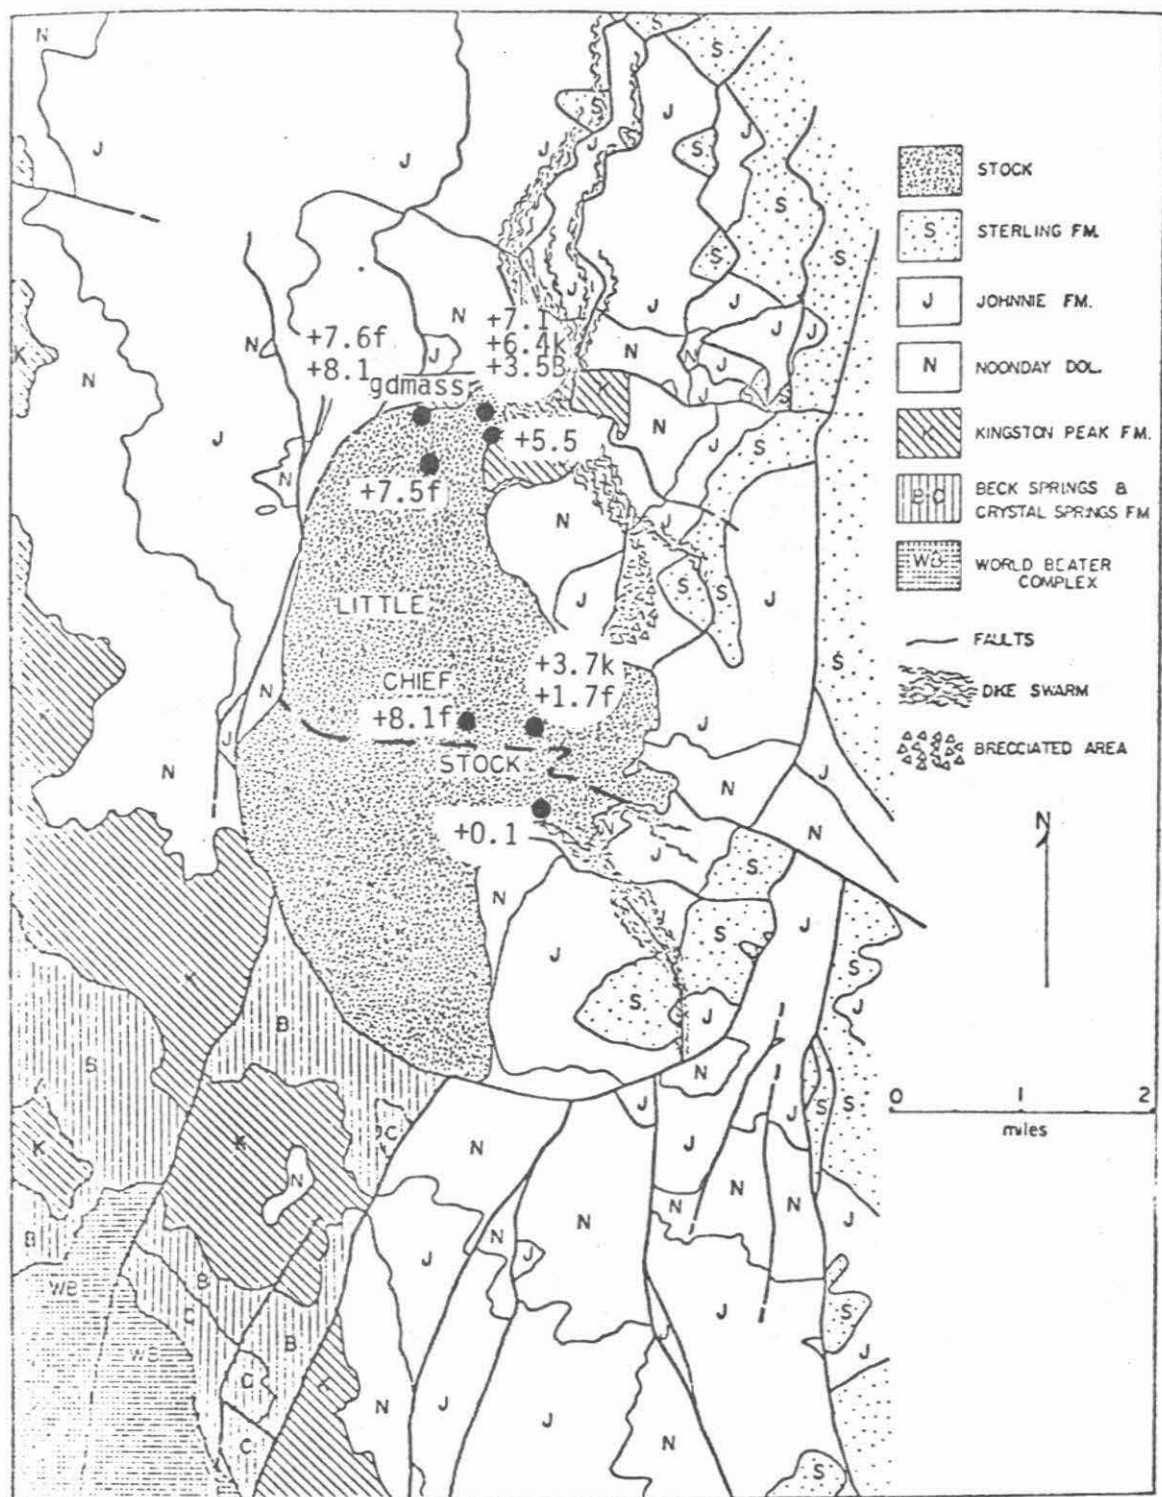 N
J
J
S
S
J
S
J
J
J
S
S
S
S
J
J
K
N
N
+7.6f
+8.1
gdmass
N
J
+7.1
+6.4k
+3.5B
N
N
J
J
J
J
K
N
J
S
J
N
+5.5
+7.5f
N
J
J
S
S
J
S
LITTLE
+3.7k
+1.7f
CHIEF
+8.1f
STOCK
N
J
N
J
N
J
N
+0.1
N
J
S
N
J
J
S
S
J
S
J
N
K
B
K
N
C
N
J
J
S
S
N
N
N
N
J
J
N
J
N
J
B
WB
B
C
B
C
C
K
N
J
J
N
J
S
J
S
STOCK
S STERLING FM.
J JOHNNIE FM.
N NOONDAY DOL.
K KINGSTON PEAK FM.
B-C BECK SPRINGS &
CRYSTAL SPRINGS FM
WB WORLD BEATER
COMPLEX
FAULTS
DIKE SWARM
BRECCIATED AREA
N
0 1 2
miles